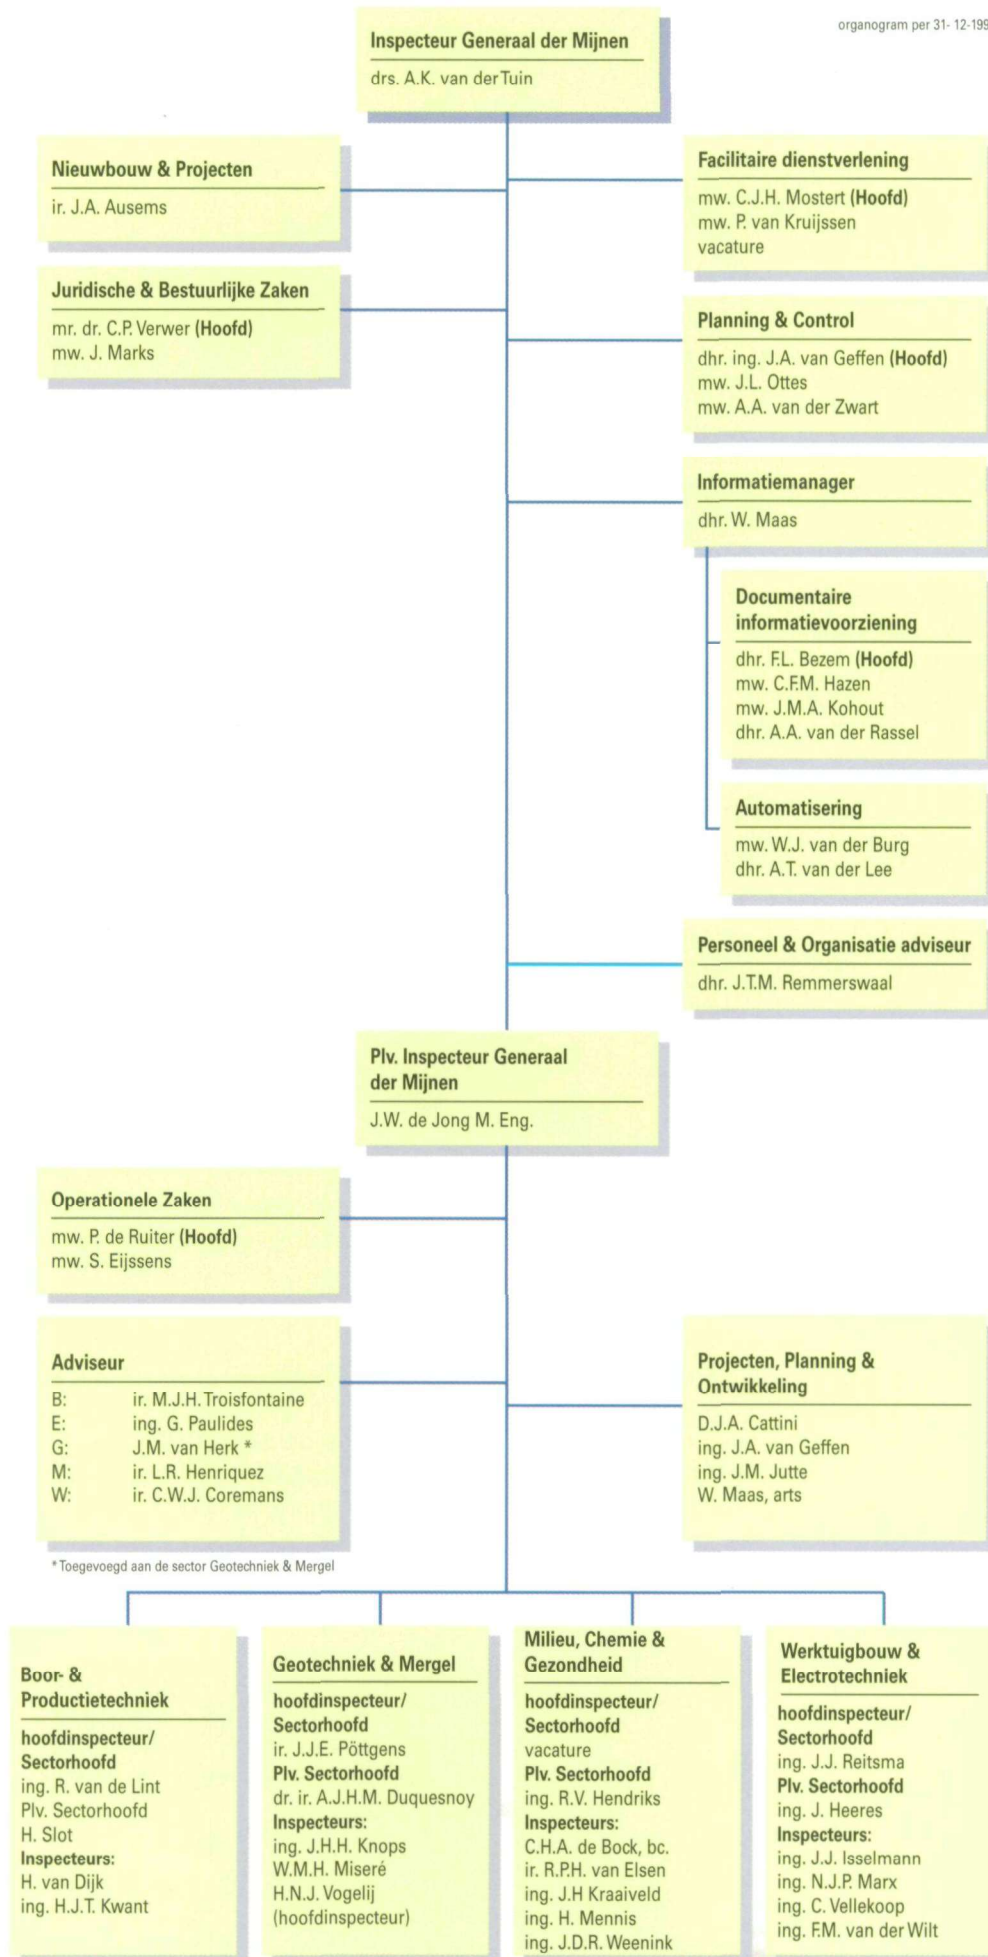 organogram per 31- 12-199
Inspecteur Generaal der Mijnen
drs. A.K. van der Tuin
Nieuwbouw & Projecten
ir. J.A. Ausems
Facilitaire dienstverlening
mw. C.J.H. Mostert (Hoofd)
mw. P. van Kruijssen
vacature
Juridische & Bestuurlijke Zaken
mr. dr. C.P. Verwer (Hoofd)
mw. J. Marks
Planning & Control
dhr. ing. J.A. van Geffen (Hoofd)
mw. J.L. Ottes
mw. A.A. van der Zwart
Informatiemanager
dhr. W. Maas
Documentaire
informatievoorziening
dhr. F.L. Bezem (Hoofd)
mw. C.F.M. Hazen
mw. J.M.A. Kohout
dhr. A.A. van der Rassel
Automatisering
mw. W.J. van der Burg
dhr. A.T. van der Lee
Personeel & Organisatie adviseur
dhr. J.T.M. Remmerswaal
Plv. Inspecteur Generaal
der Mijnen
J.W. de Jong M. Eng.
Operationele Zaken
mw. P. de Ruiter (Hoofd)
mw. S. Eijssens
Adviseur
B: ir. M.J.H. Troisfontaine
E: ing. G. Paulides
G: J.M. van Herk *
M: ir. L.R. Henriquez
W: ir. C.W.J. Coremans
* Toegevoegd aan de sector Geotechniek & Mergel
Projecten, Planning &
Ontwikkeling
D.J.A. Cattini
ing. J.A. van Geffen
ing. J.M. Jutte
W. Maas, arts
Boor- &
Productietechniek
hoofdinspecteur/
Sectorhoofd
ing. R. van de Lint
Plv. Sectorhoofd
H. Slot
Inspecteurs:
H. van Dijk
ing. H.J.T. Kwant
Geotechniek & Mergel
hoofdinspecteur/
Sectorhoofd
ir. J.J.E. Pöttgens
Plv. Sectorhoofd
dr. ir. A.J.H.M. Duquesnoy
Inspecteurs:
ing. J.H.H. Knops
W.M.H. Miseré
H.N.J. Vogelij
(hoofdinspecteur)
Milieu, Chemie &
Gezondheid
hoofdinspecteur/
Sectorhoofd
vacature
Plv. Sectorhoofd
ing. R.V. Hendriks
Inspecteurs:
C.H.A. de Bock, bc.
ir. R.P.H. van Elsen
ing. J.H Kraaiveld
ing. H. Mennis
ing. J.D.R. Weenink
Werktuigbouw &
Electrotechniek
hoofdinspecteur/
Sectorhoofd
ing. J.J. Reitsma
Plv. Sectorhoofd
ing. J. Heeres
Inspecteurs:
ing. J.J. Isselmann
ing. N.J.P. Marx
ing. C. Vellekoop
ing. F.M. van der Wilt